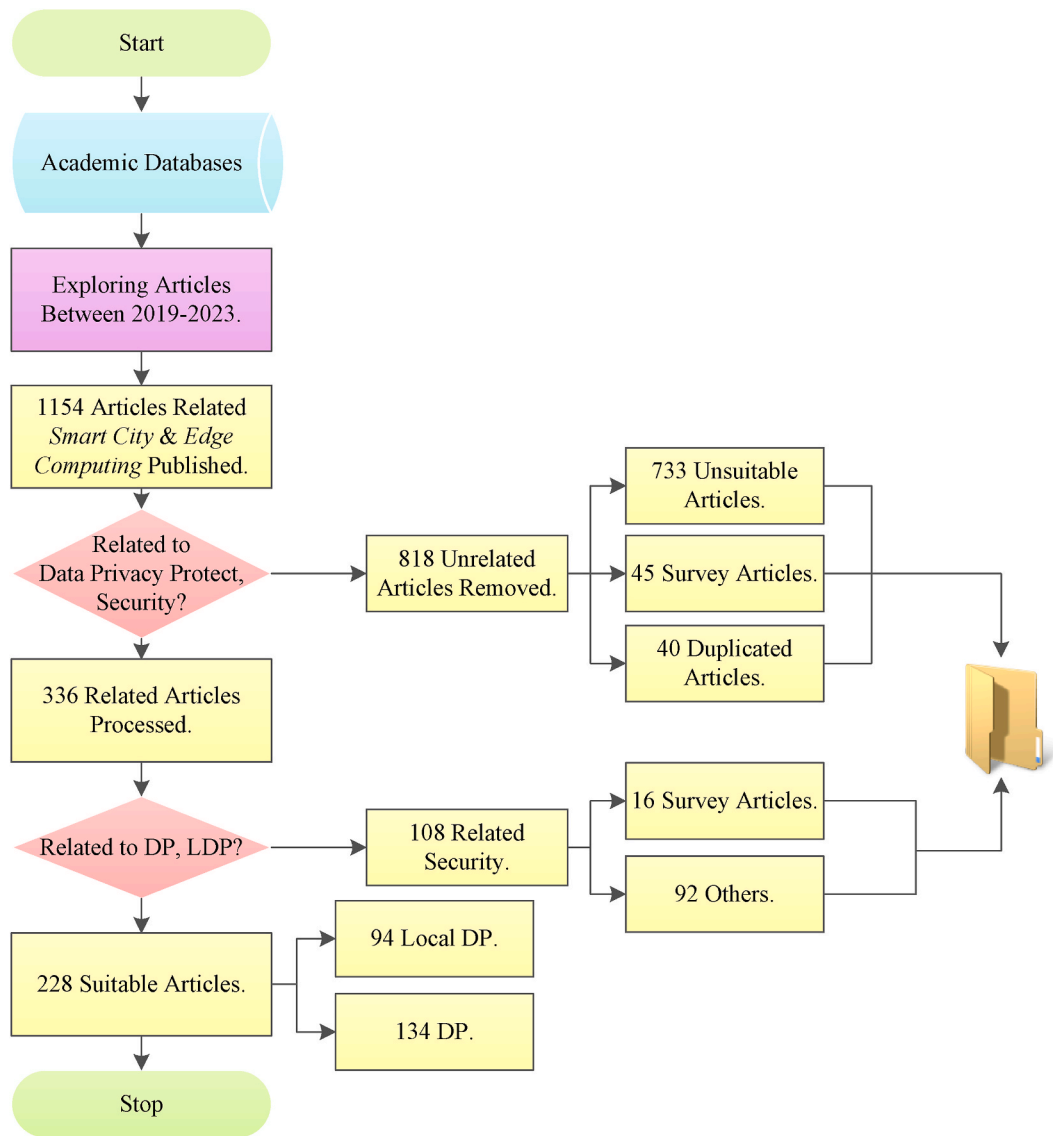 Start
Academic Databases
Exploring Articles
Between 2019-2023.
1154 Articles Related
Smart City & Edge
Computing Published.
Related to
Data Privacy Protect,
Security?
818 Unrelated
Articles Removed.
733 Unsuitable
Articles.
45 Survey Articles.
40 Duplicated
Articles.
336 Related Articles
Processed.
Related to DP, LDP?
108 Related
Security.
16 Survey Articles.
92 Others.
228 Suitable Articles.
94 Local DP.
134 DP.
Stop